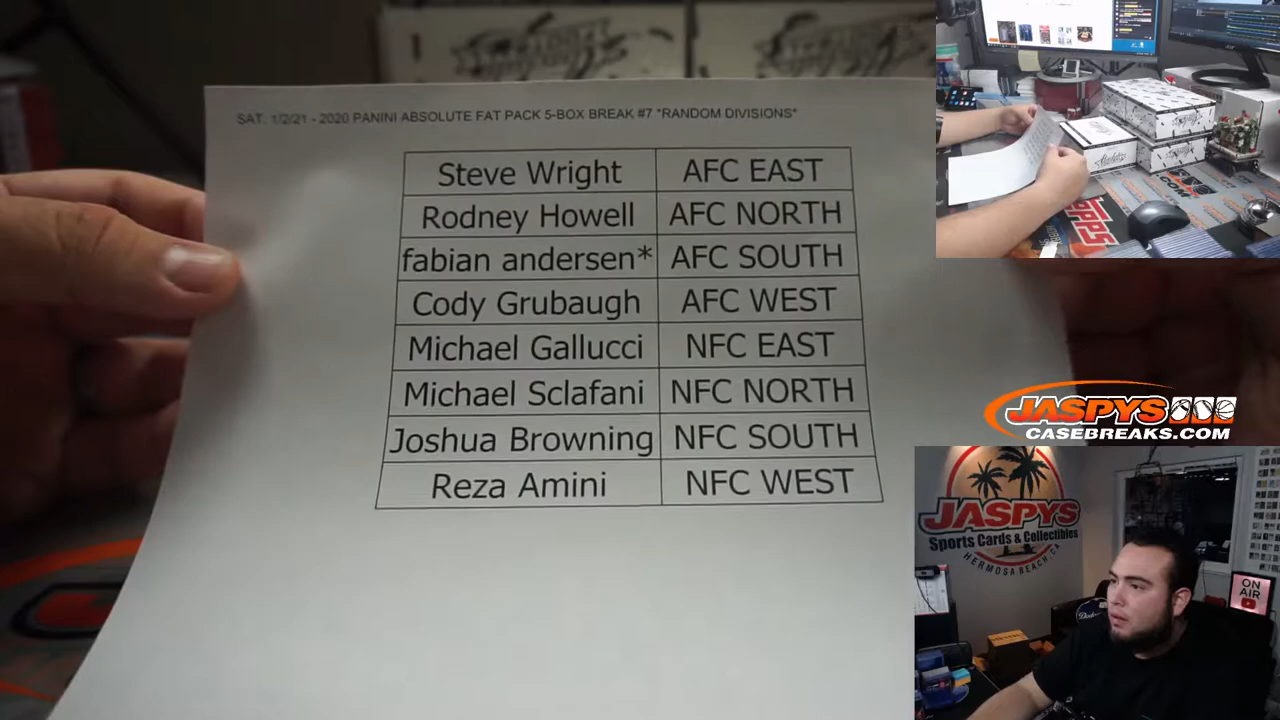 SAT. 1/2/21 - 2020 PANINI ABSOLUTE FAT PACK 5-BOX BREAK #7 "RANDOM DIVISIONS"
Steve Wright AFC EAST
Rodney Howell AFC NORTH
fabian andersen* AFC SOUTH
Cody Grubaugh AFC WEST
Michael Gallucci NFC EAST
Michael Sclafani NFC NORTH
Joshua Browning NFC SOUTH
Reza Amini NFC WEST
TOPPS
JASPYS
CASEBREAKS.COM
JASPYS
Sports Cards & Collectibles
HERMOSA BEACH, CA
ON
AIR